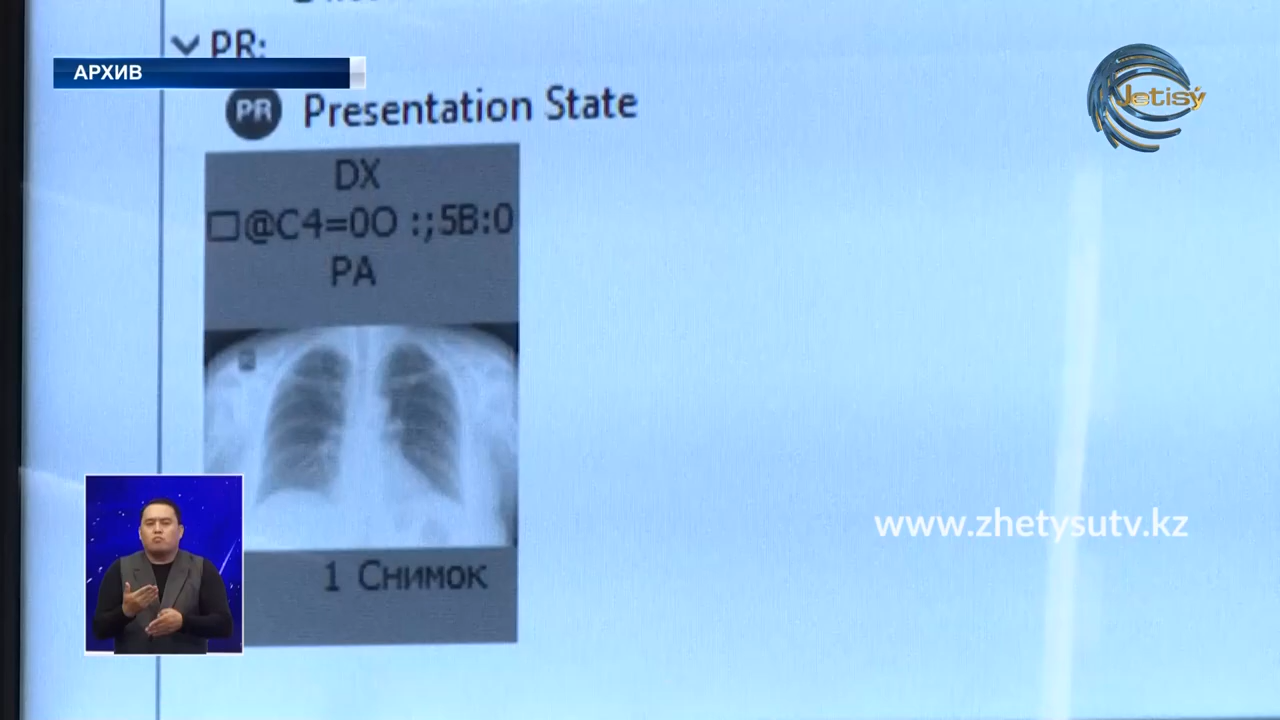 PR:
АРХИВ
Jetisý
PR Presentation State
DX
□@C4=0O :;5B:0
PA
www.zhetysutv.kz
1 Снимок